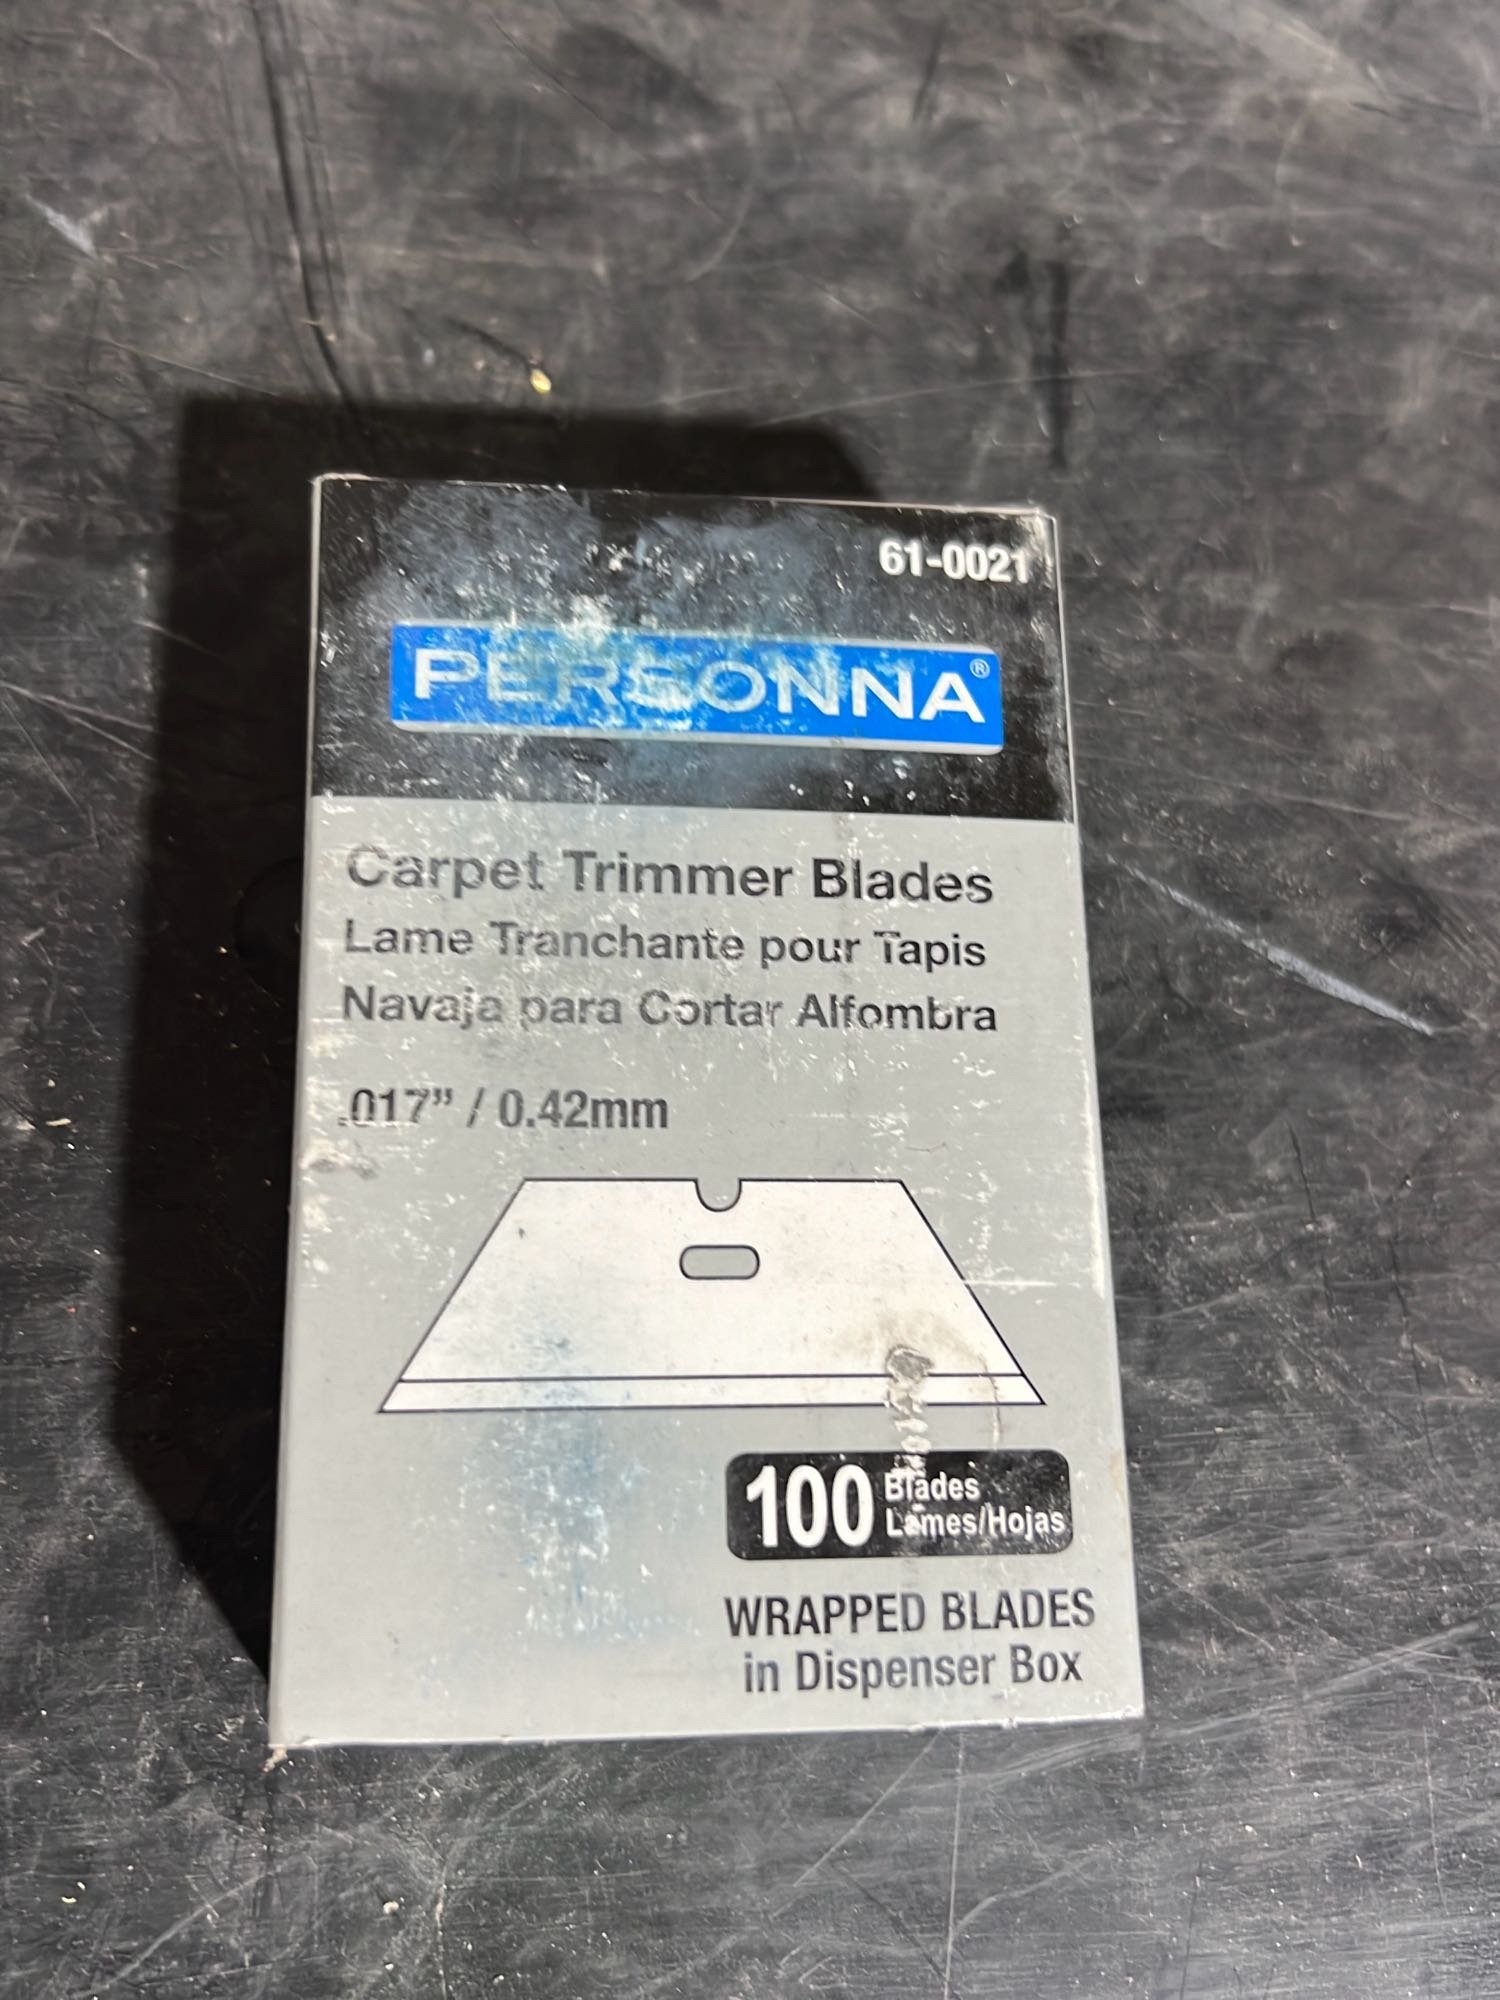 61-0021
PERSONNA®
Carpet Trimmer Blades
Lame Tranchante pour Tapis
Navaja para Cortar Alfombra
.017” / 0.42mm
100 Blades
Lames/Hojas
WRAPPED BLADES
in Dispenser Box